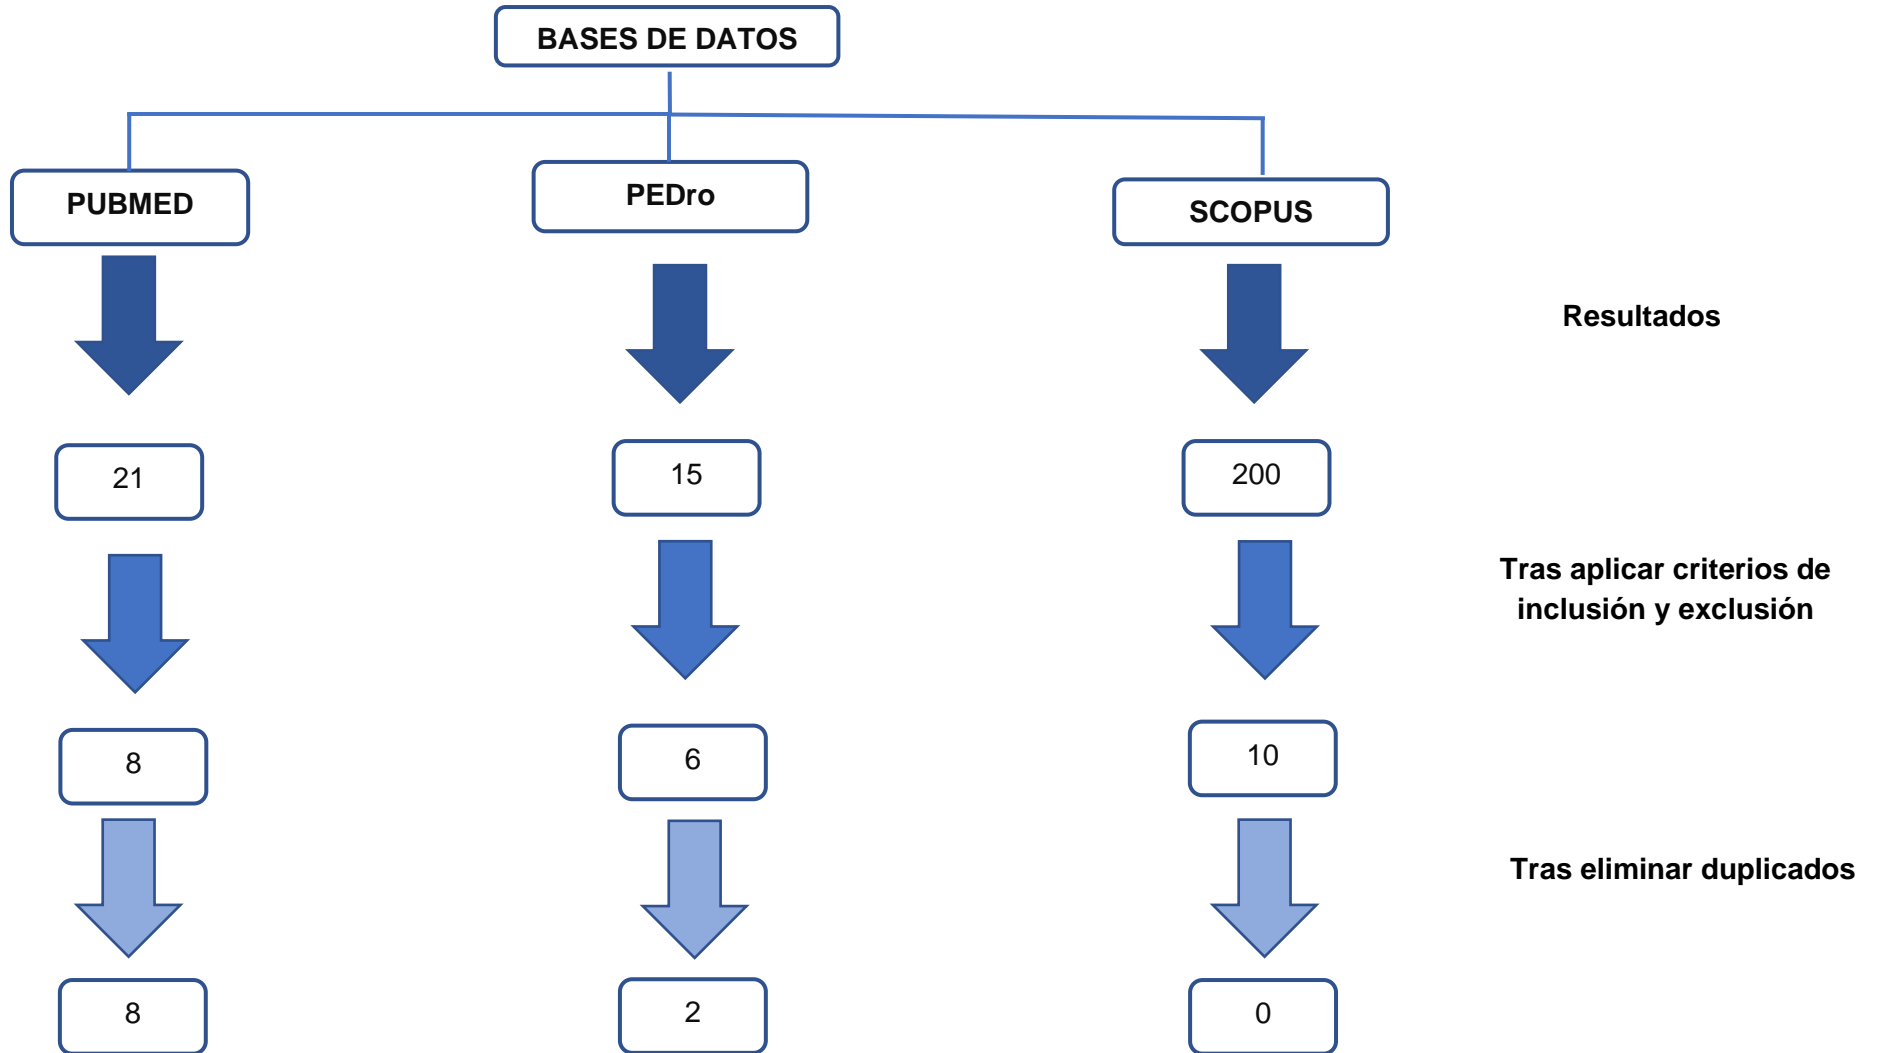 BASES DE DATOS
PUBMED
PEDro
SCOPUS
Resultados
21
15
200
Tras aplicar criterios de
inclusión y exclusión
8
6
10
Tras eliminar duplicados
8
2
0